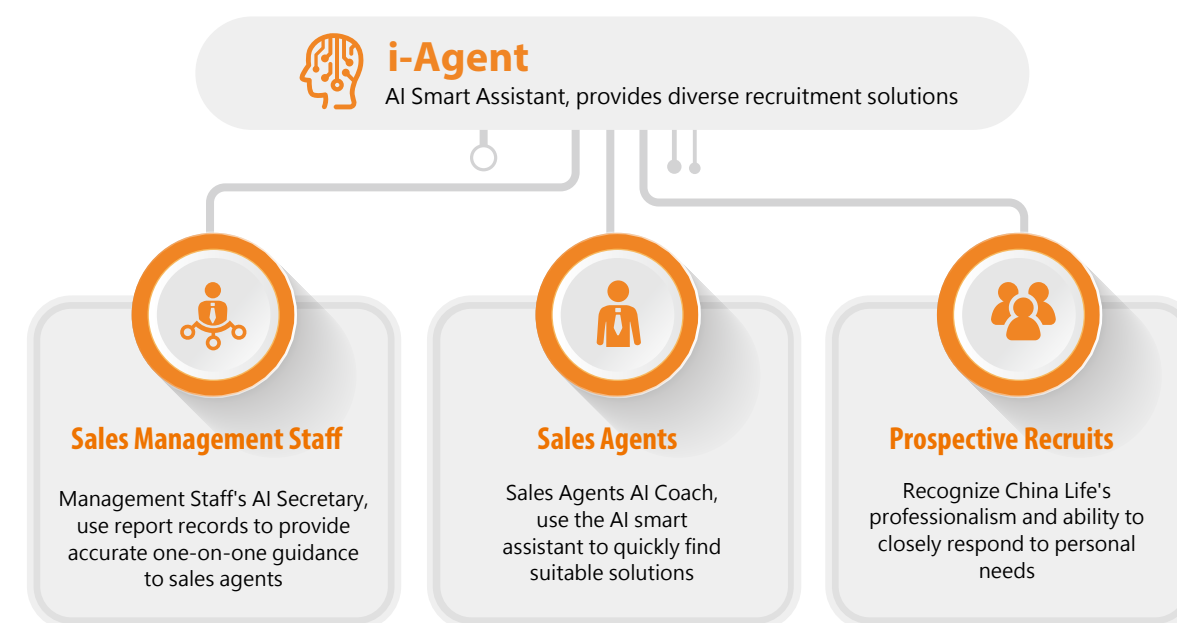 i-Agent
AI Smart Assistant, provides diverse recruitment solutions
Sales Management Staff
Management Staff's AI Secretary,
use report records to provide
accurate one-on-one guidance
to sales agents
Sales Agents
Sales Agents AI Coach,
use the AI smart
assistant to quickly find
suitable solutions
Prospective Recruits
Recognize China Life's
professionalism and ability to
closely respond to personal
needs